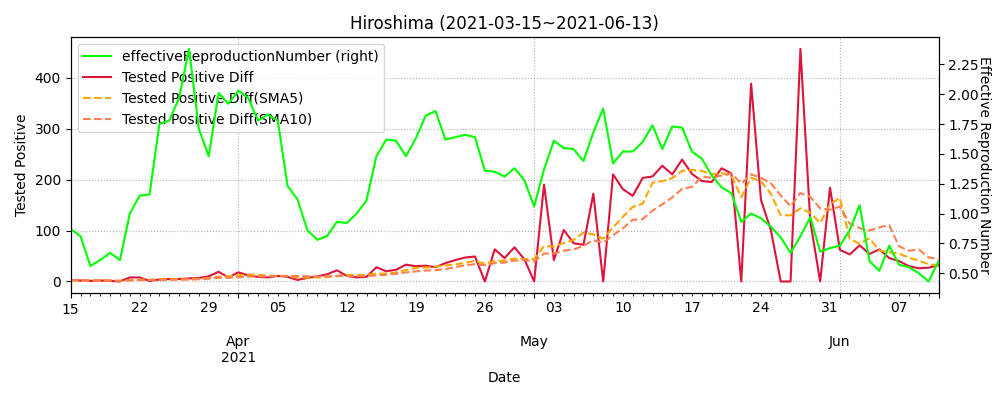 Hiroshima (2021-03-15~2021-06-13)
effectiveReproductionNumber (right)
Tested Positive Diff
Tested Positive Diff(SMA5)
Tested Positive Diff(SMA10)
Tested Positive
400
300
200
100
0
Effective Reproduction Number
2.25
2.00
1.75
1.50
1.25
1.00
0.75
0.50
15 22 29 05 12 19 26 03 10 17 24 31 07
Apr May Jun
2021
Date